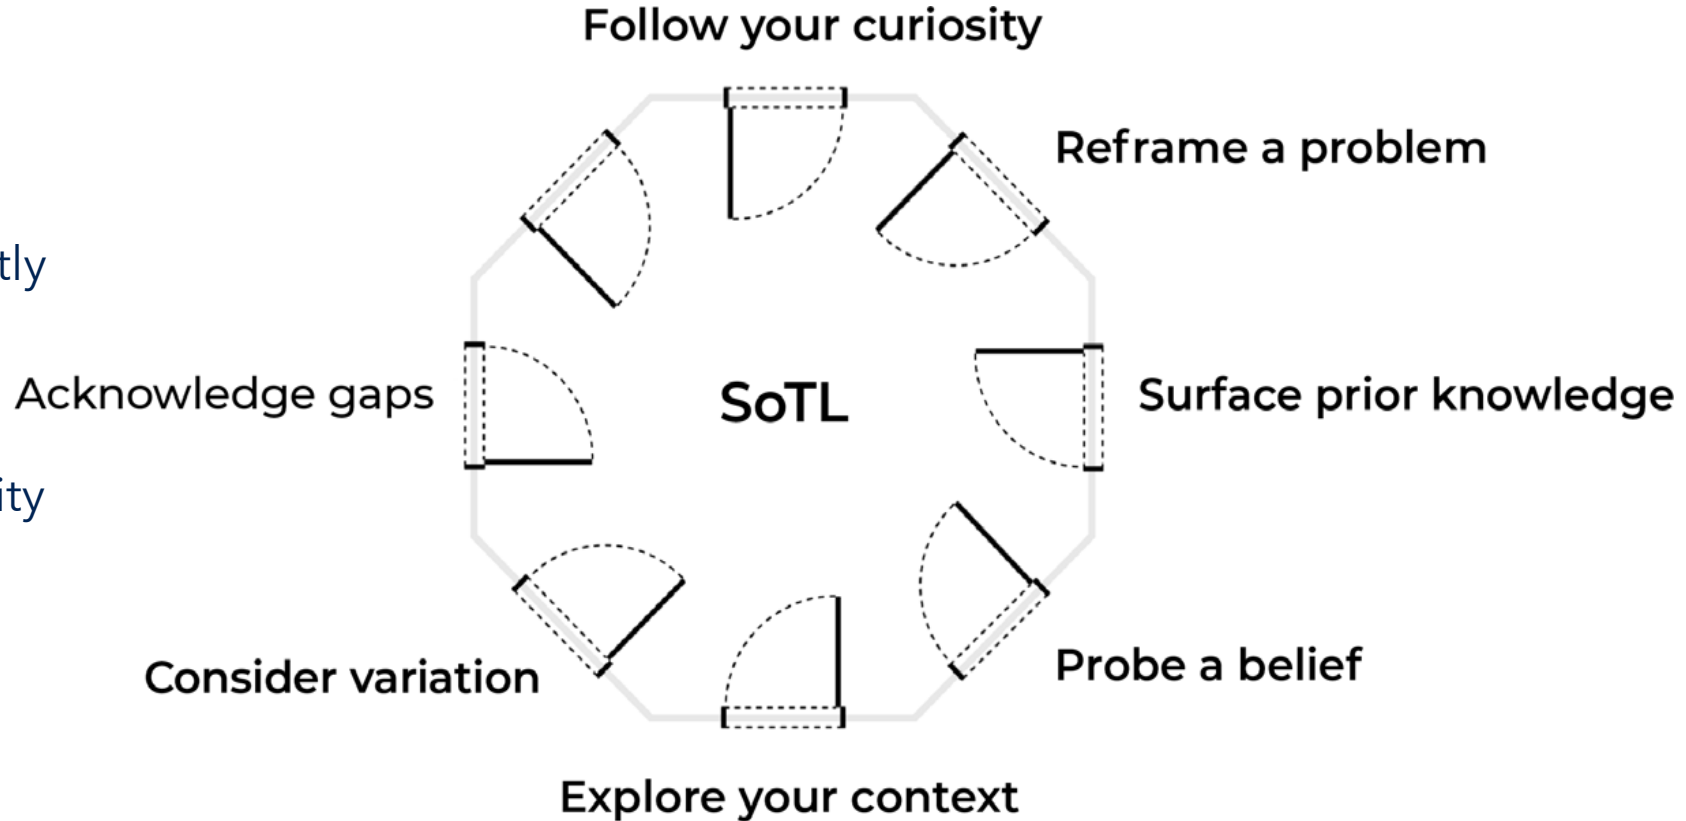 Follow your curiosity
Reframe a problem
tly
Acknowledge gaps
SoTL
Surface prior knowledge
ity
Consider variation
Probe a belief
Explore your context